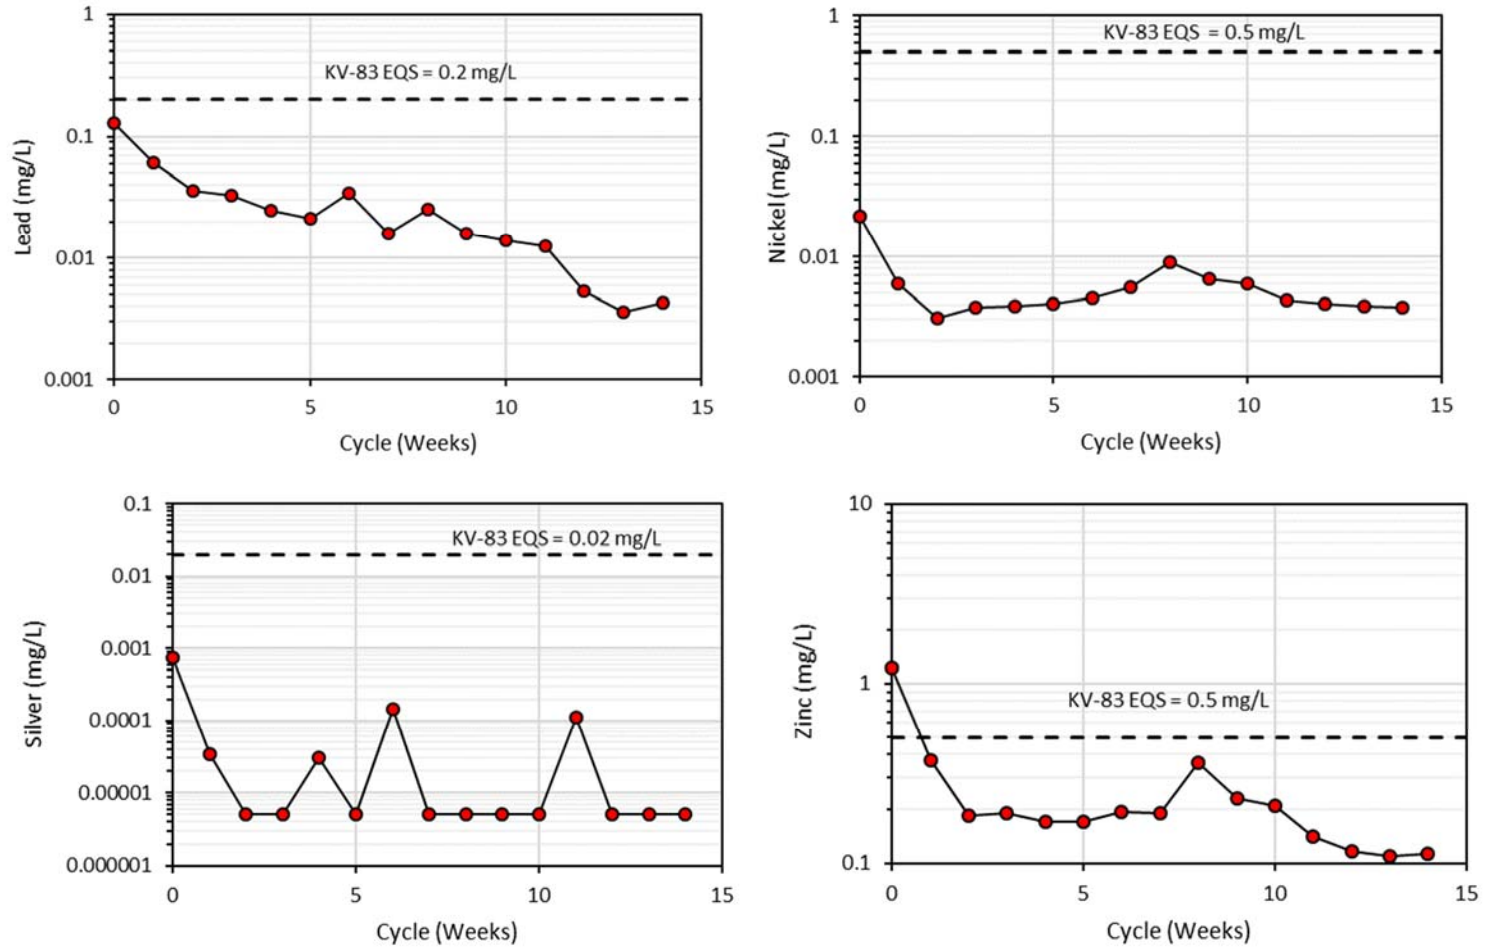 1
KV-83 EQS = 0.2 mg/L
0.1
0.01
0.001
Lead (mg/L)
0
5
10
15
Cycle (Weeks)
1
KV-83 EQS = 0.5 mg/L
0.1
0.01
0.001
Nickel (mg/L)
0
5
10
15
Cycle (Weeks)
0.1
KV-83 EQS = 0.02 mg/L
0.01
0.001
0.0001
0.00001
0.000001
Silver (mg/L)
0
5
10
15
Cycle (Weeks)
10
1
KV-83 EQS = 0.5 mg/L
0.1
Zinc (mg/L)
0
5
10
15
Cycle (Weeks)